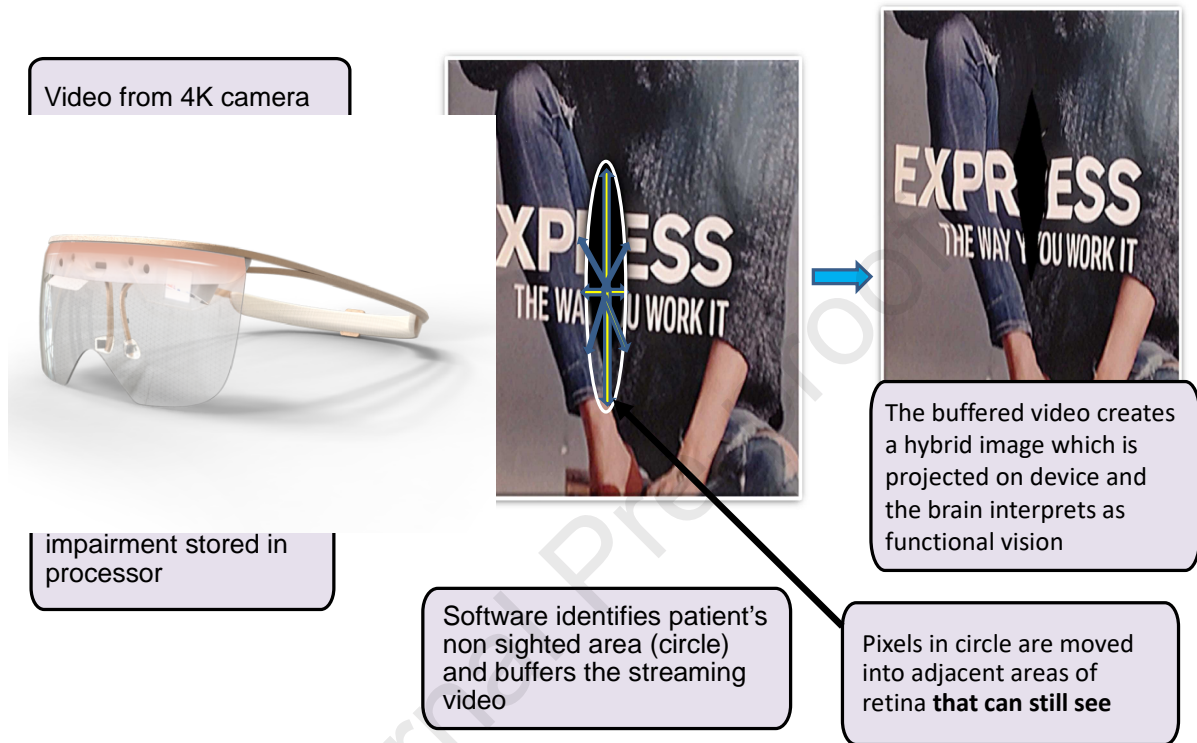 Video from 4K camera
impairment stored in
processor
XP ESS
THE WA U WORK IT
EXPR ESS
THE WAY Y YOU WORK IT
The buffered video creates
a hybrid image which is
projected on device and
the brain interprets as
functional vision
Software identifies patient's
non sighted area (circle)
and buffers the streaming
video
Pixels in circle are moved
into adjacent areas of
retina that can still see